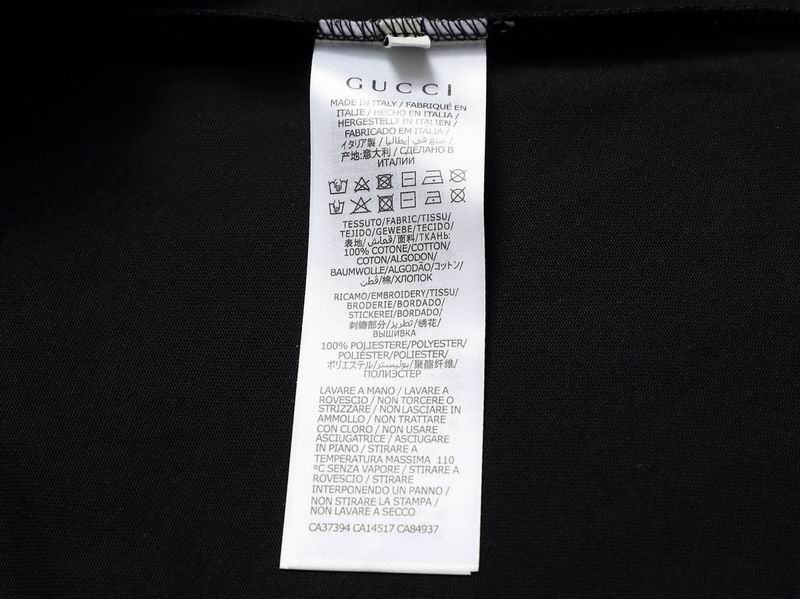 GUCCI
MADE IN ITALY / FABRIQUÉ EN
ITALIE / HECHO EN ITALIA /
HERGESTELLT IN ITALIEN /
FABRICADO EM ITALIA /
イタリア製 / صنع في إيطاليا /
产地:意大利 / СДЕЛАНО В
ИТАЛИИ
TESSUTO/FABRIC/TISSU/
TEJIDO/GEWEBE/TECIDO/
表地/قماش/面料/ТКАНЬ:
100% COTONE/COTTON/
COTON/ALGODON/
BAUMWOLLE/ALGODÃO/コットン/
قطن/棉/ХЛОПОК
RICAMO/EMBROIDERY/TISSU/
BRODERIE/BORDADO/
STICKEREI/BORDADO/
刺繍部分/تطريز/绣花/
ВЫШИВКА
100% POLIESTERE/POLYESTER/
POLIÉSTER/POLIESTER/
ポリエステル/بوليستر/聚酯纤维/
ПОЛИЭСТЕР
LAVARE A MANO / LAVARE A
ROVESCIO / NON TORCERE O
STRIZZARE / NON LASCIARE IN
AMMOLLO / NON TRATTARE
CON CLORO / NON USARE
ASCIUGATRICE / ASCIUGARE
IN PIANO / STIRARE A
TEMPERATURA MASSIMA 110
ºC SENZA VAPORE / STIRARE A
ROVESCIO / STIRARE
INTERPONENDO UN PANNO /
NON STIRARE LA STAMPA /
NON LAVARE A SECCO
CA37394 CA14517 CA84937